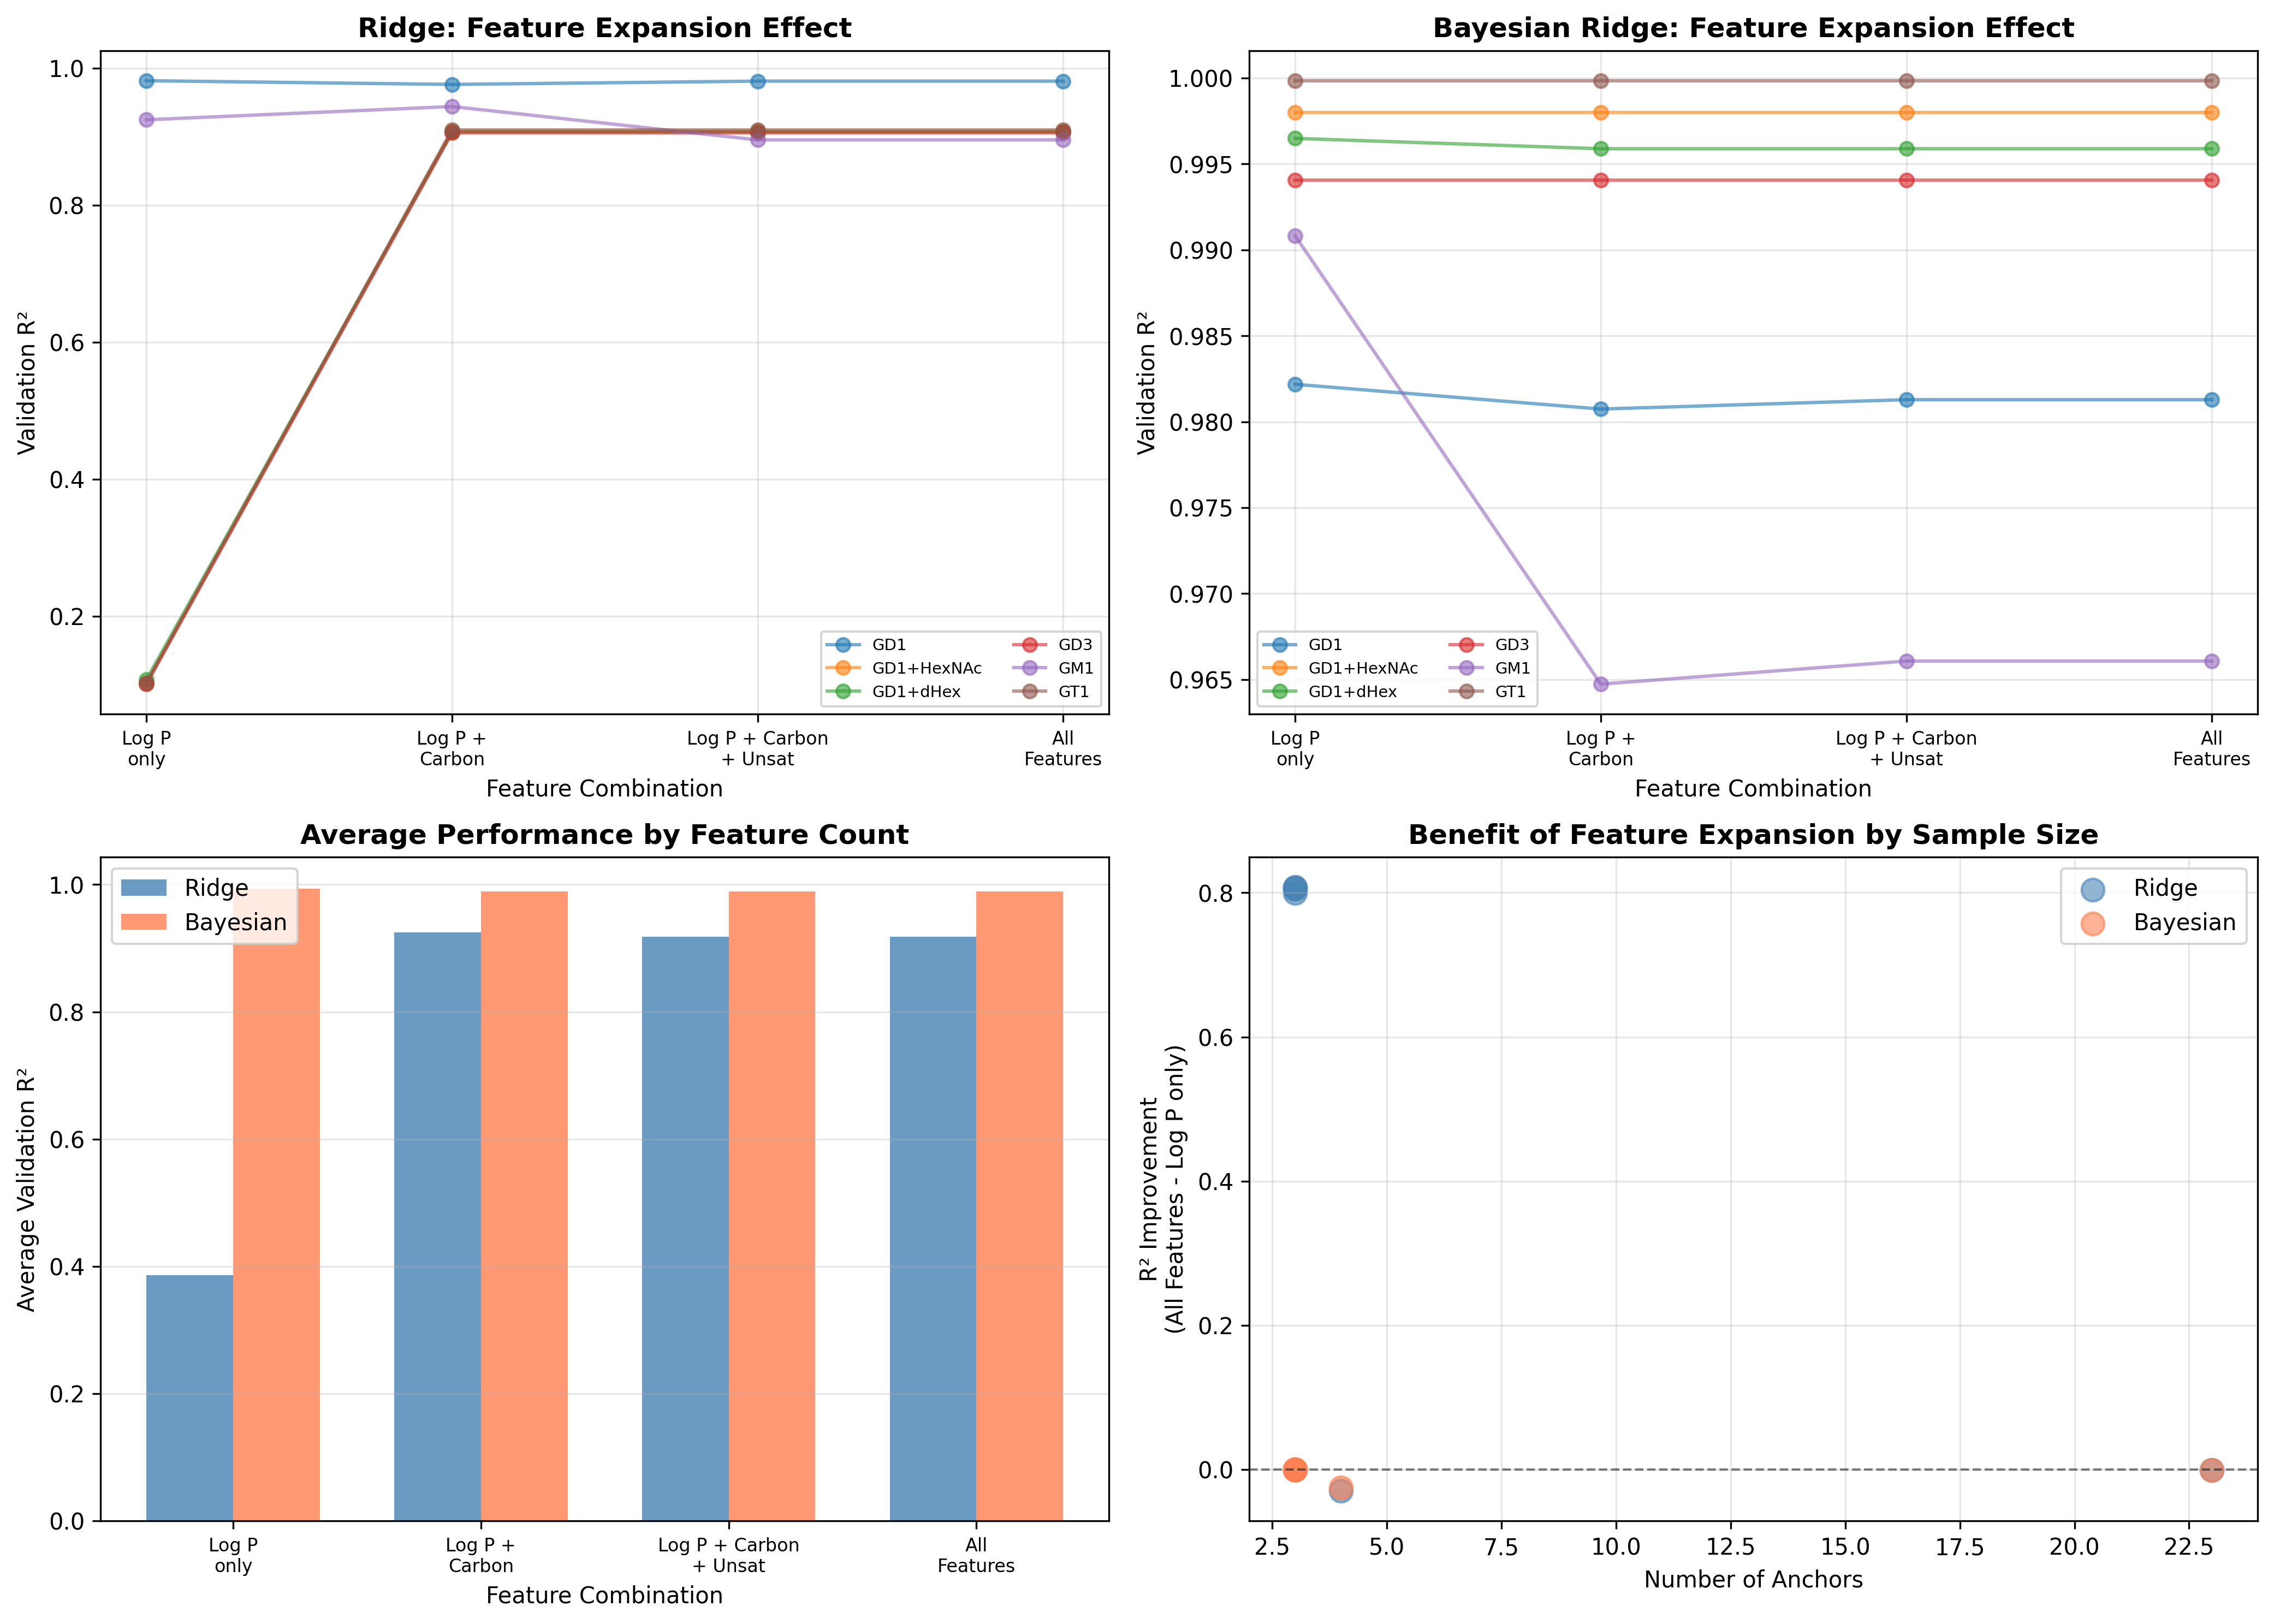 Ridge: Feature Expansion Effect
Validation R²
1.0
0.8
0.6
0.4
0.2
GD1
GD1+HexNAc
GD1+dHex
GD3
GM1
GT1
Log P
only
Log P +
Carbon
Log P + Carbon
+ Unsat
All
Features
Feature Combination
Bayesian Ridge: Feature Expansion Effect
Validation R²
1.000
0.995
0.990
0.985
0.980
0.975
0.970
0.965
GD1
GD1+HexNAc
GD1+dHex
GD3
GM1
GT1
Log P
only
Log P +
Carbon
Log P + Carbon
+ Unsat
All
Features
Feature Combination
Average Performance by Feature Count
Average Validation R²
1.0
0.8
0.6
0.4
0.2
0.0
Ridge
Bayesian
Log P
only
Log P +
Carbon
Log P + Carbon
+ Unsat
All
Features
Feature Combination
Benefit of Feature Expansion by Sample Size
R² Improvement
(All Features - Log P only)
0.8
0.6
0.4
0.2
0.0
Ridge
Bayesian
2.5
5.0
7.5
10.0
12.5
15.0
17.5
20.0
22.5
Number of Anchors